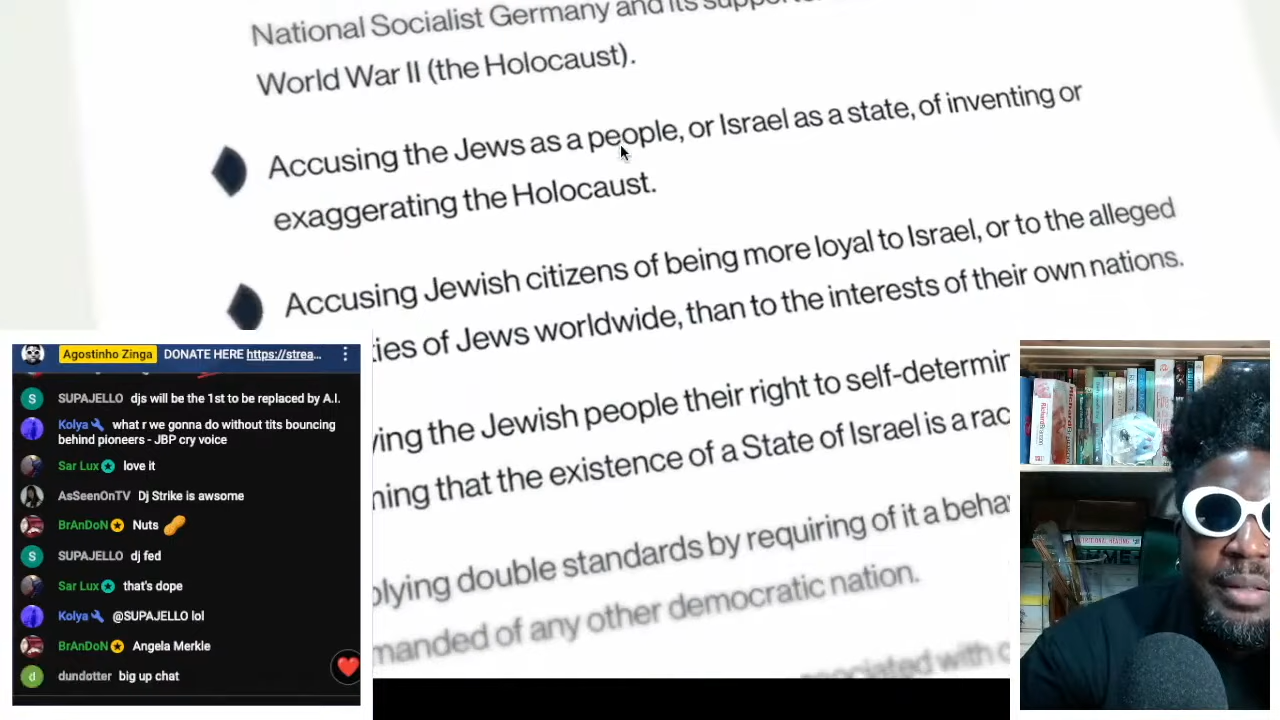 National Socialist Germany and its
World War II (the Holocaust).
Accusing the Jews as a people, or Israel as a state, of inventing or
exaggerating the Holocaust.
Accusing Jewish citizens of being more loyal to Israel, or to the alleged
ties of Jews worldwide, than to the interests of their own nations.
ying the Jewish people their right to self-determin
ming that the existence of a State of Israel is a rac
plying double standards by requiring of it a beha
manded of any other democratic nation.
associated with
Agostinho Zinga DONATE HERE https://strea...
SUPAJELLO djs will be the 1st to be replaced by A.I.
Kolya what r we gonna do without tits bouncing
behind pioneers - JBP cry voice
Sar Lux love it
AsSeenOnTV Dj Strike is awsome
BrAnDoN Nuts
SUPAJELLO dj fed
Sar Lux that's dope
Kolya @SUPAJELLO lol
BrAnDoN Angela Merkle
dundøtter big up chat